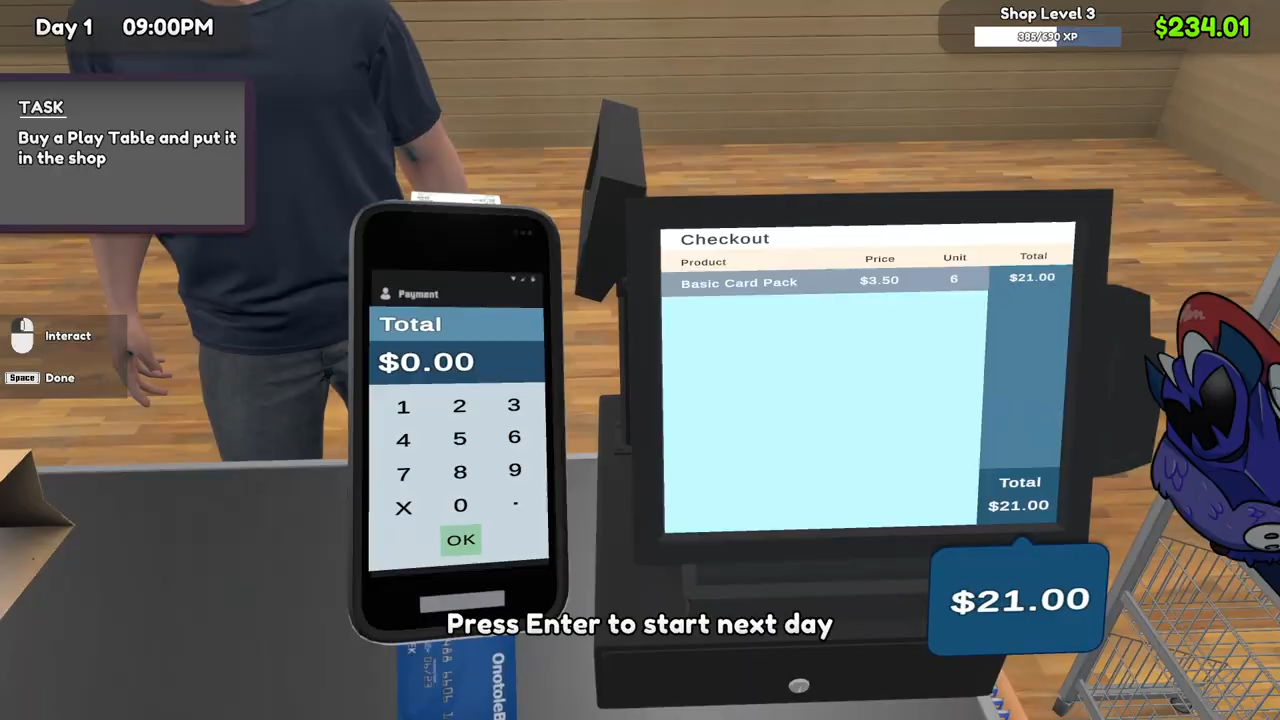 Day 1 09:00PM
Shop Level 3
385/690 XP
$234.01
TASK
Buy a Play Table and put it
in the shop
Interact
Space Done
Payment
Total
$0.00
1 2 3
4 5 6
7 8 9
X 0 .
OK
Checkout
Product Price Unit Total
Basic Card Pack $3.50 6 $21.00
Total
$21.00
$21.00
Press Enter to start next day